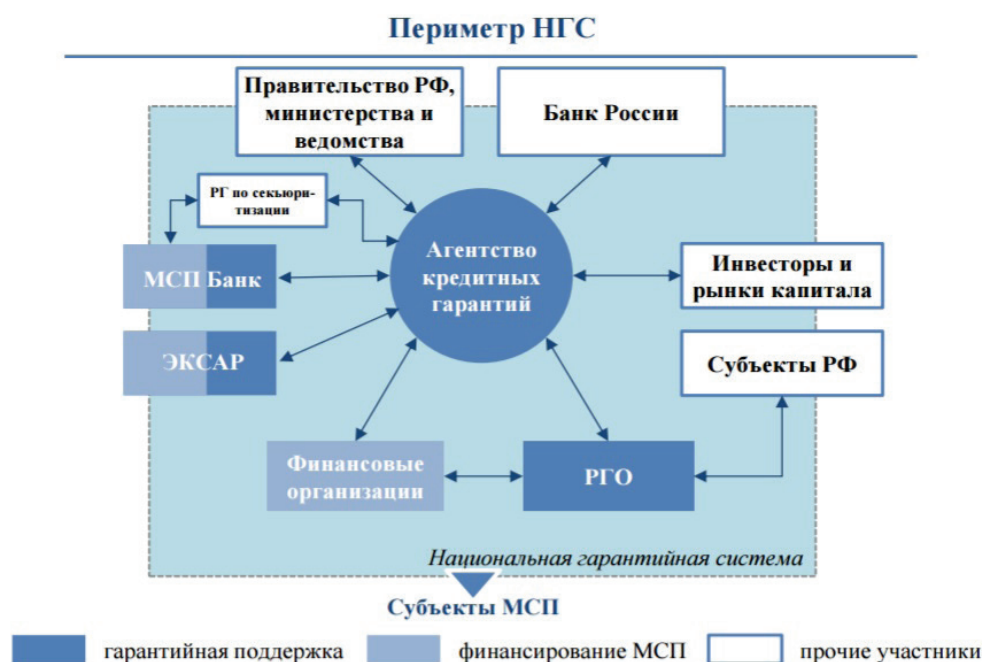 Периметр НГС
Правительство РФ,
министерства и
ведомства
Банк России
РГ по секьюри-
тизации
МСП Банк
Агентство
кредитных
гарантий
Инвесторы и
рынки капитала
ЭКСАР
Субъекты РФ
Финансовые
организации
РГО
Национальная гарантийная система
Субъекты МСП
гарантийная поддержка
финансирование МСП
прочие участники